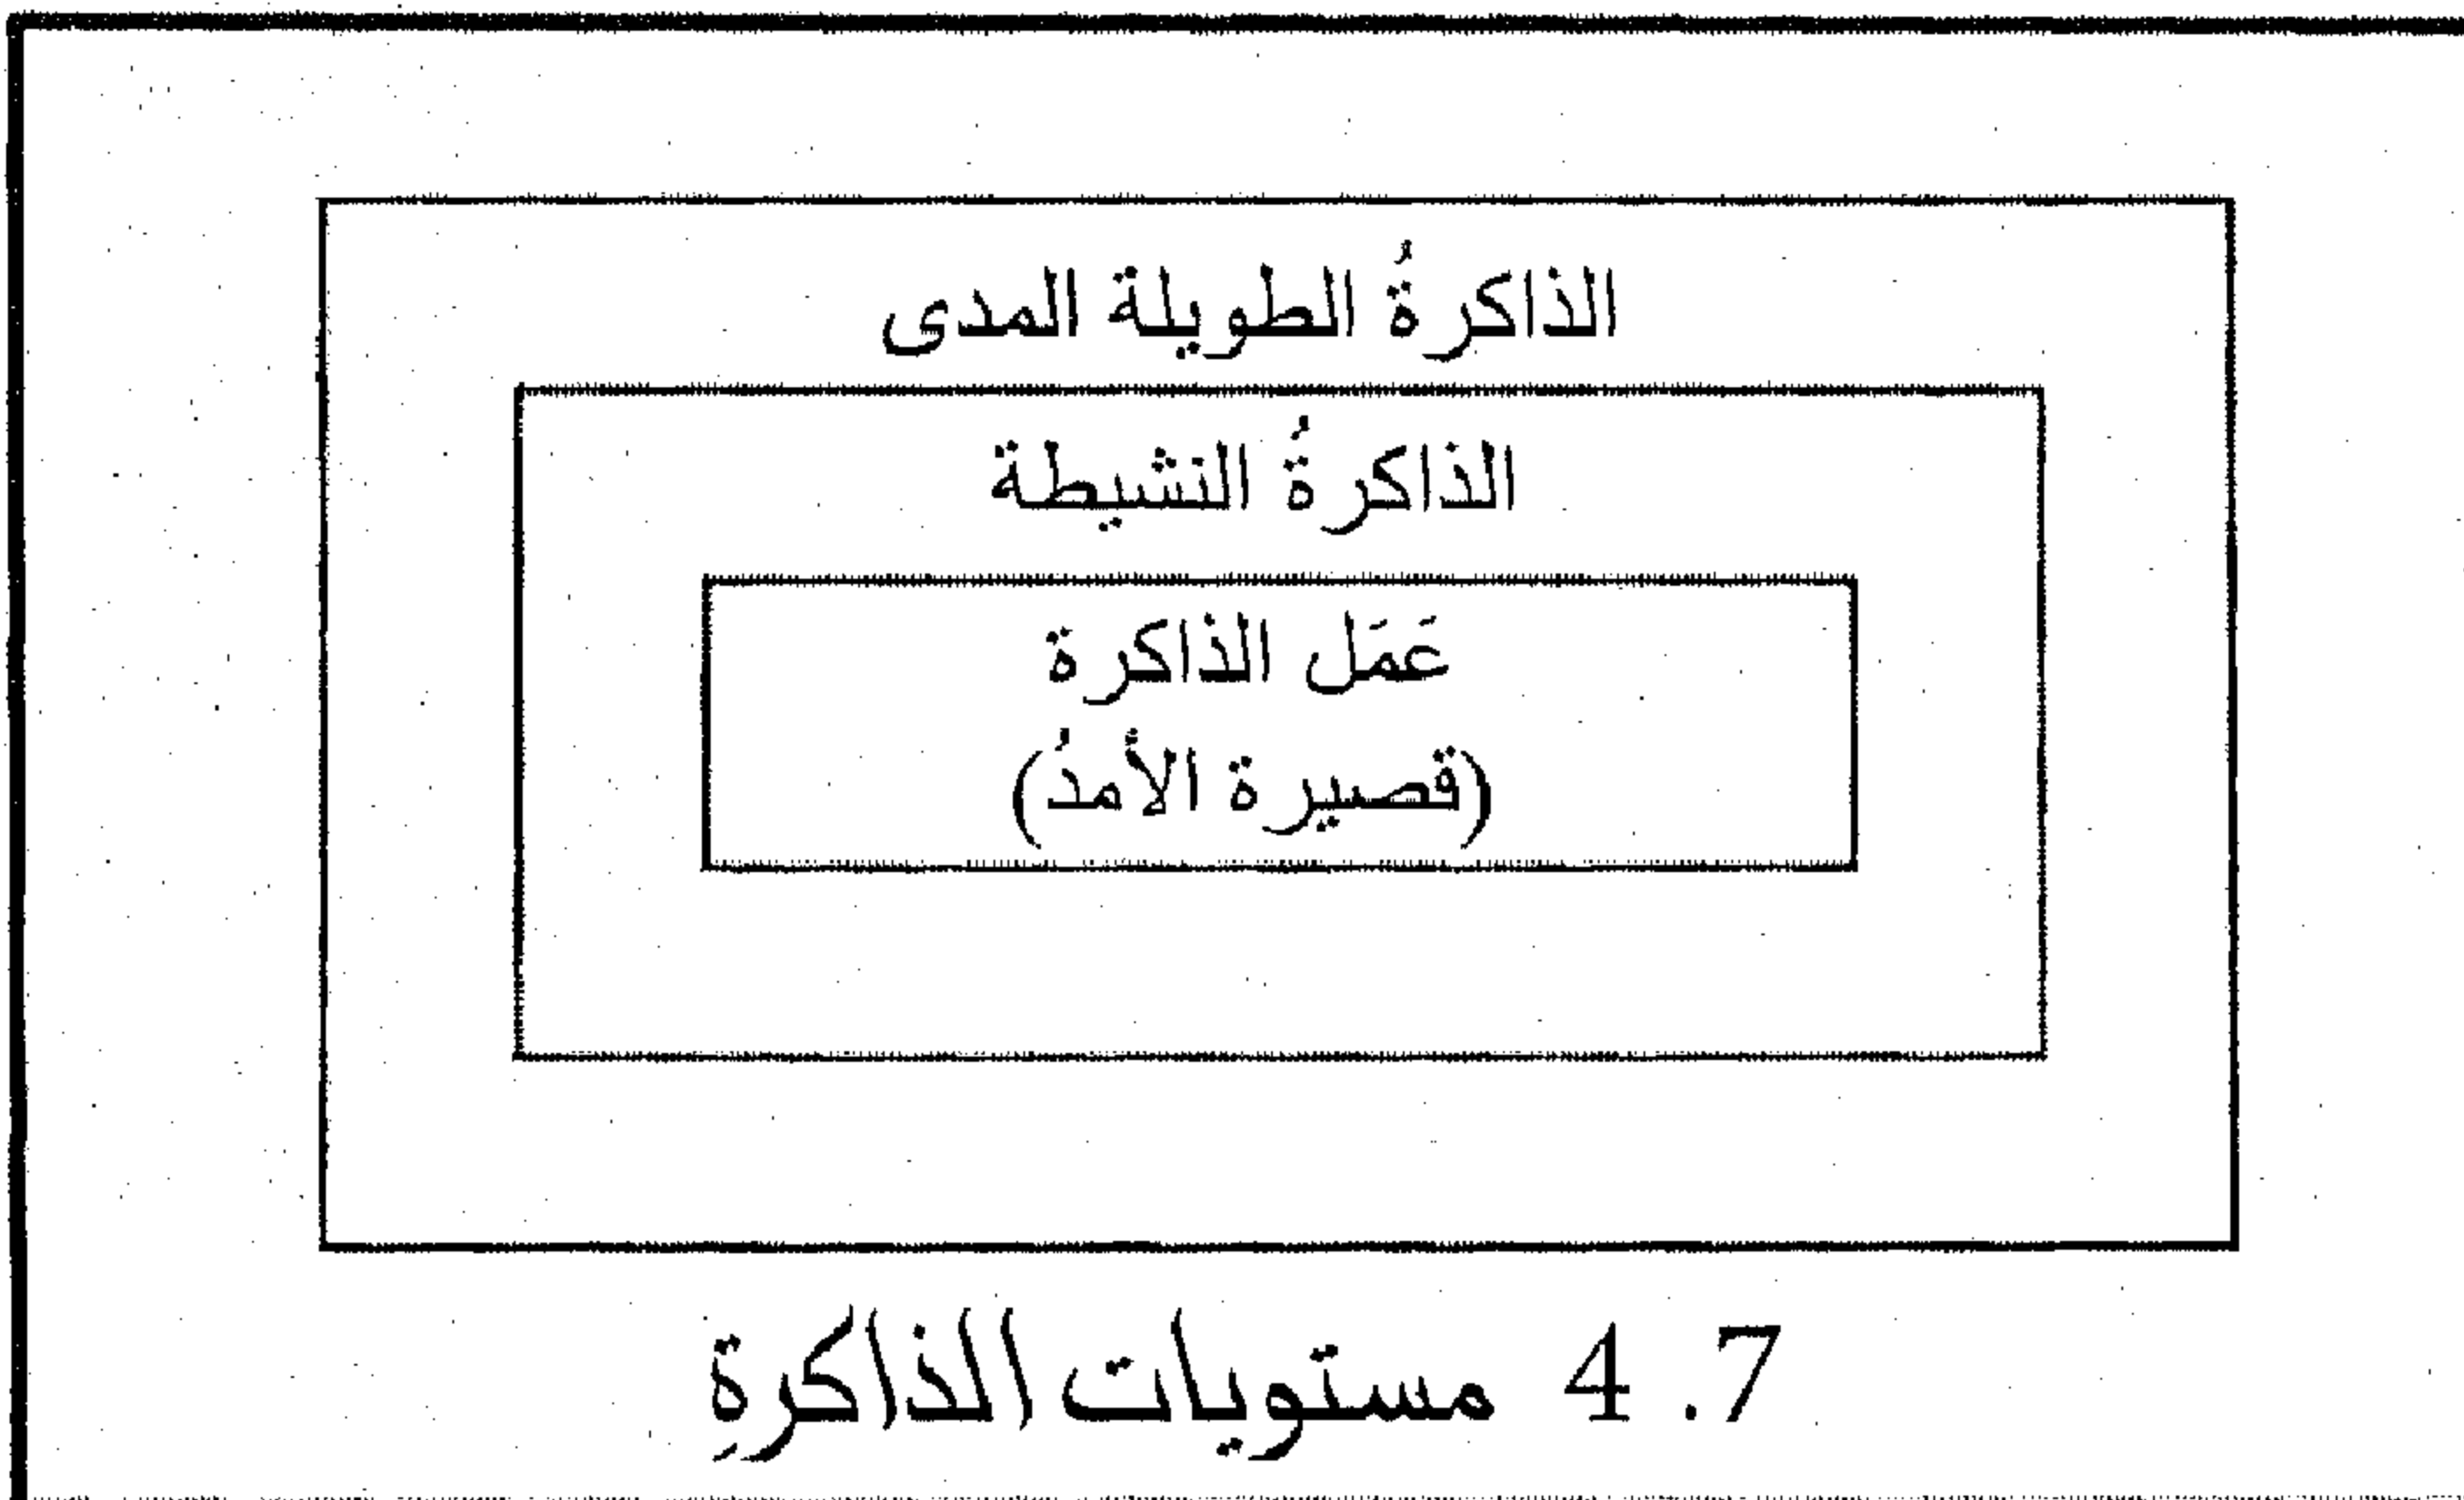 الذاكرةُ الطويلة المدى
الذاكرةُ النشيطة
عَمَل الذاكرة
(قصيرة الأمدُ)
7. 4 مستويات الذاكرةِ